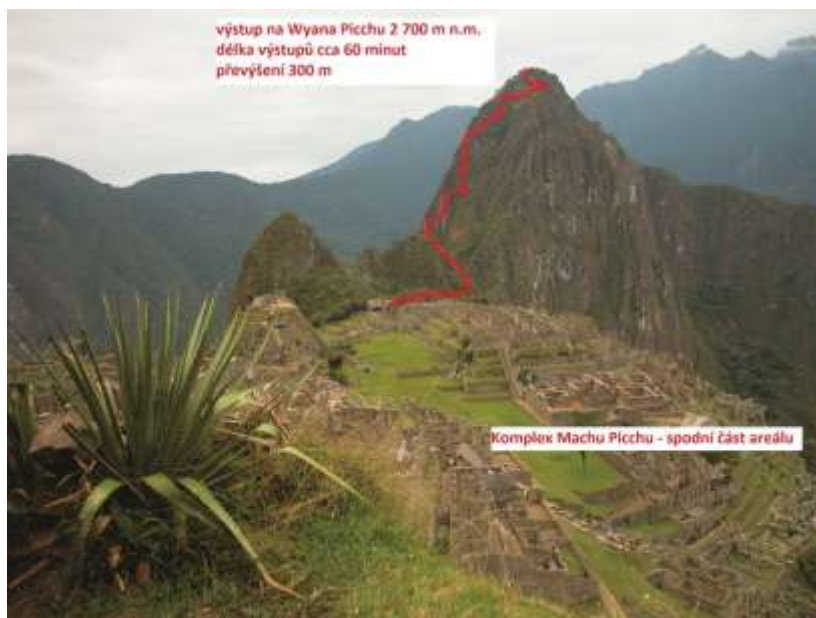 výstup na Wyana Picchu 2 700 m n.m.
délka výstupů cca 60 minut
převýšení 300 m
Komplex Machu Picchu - spodní část areálu